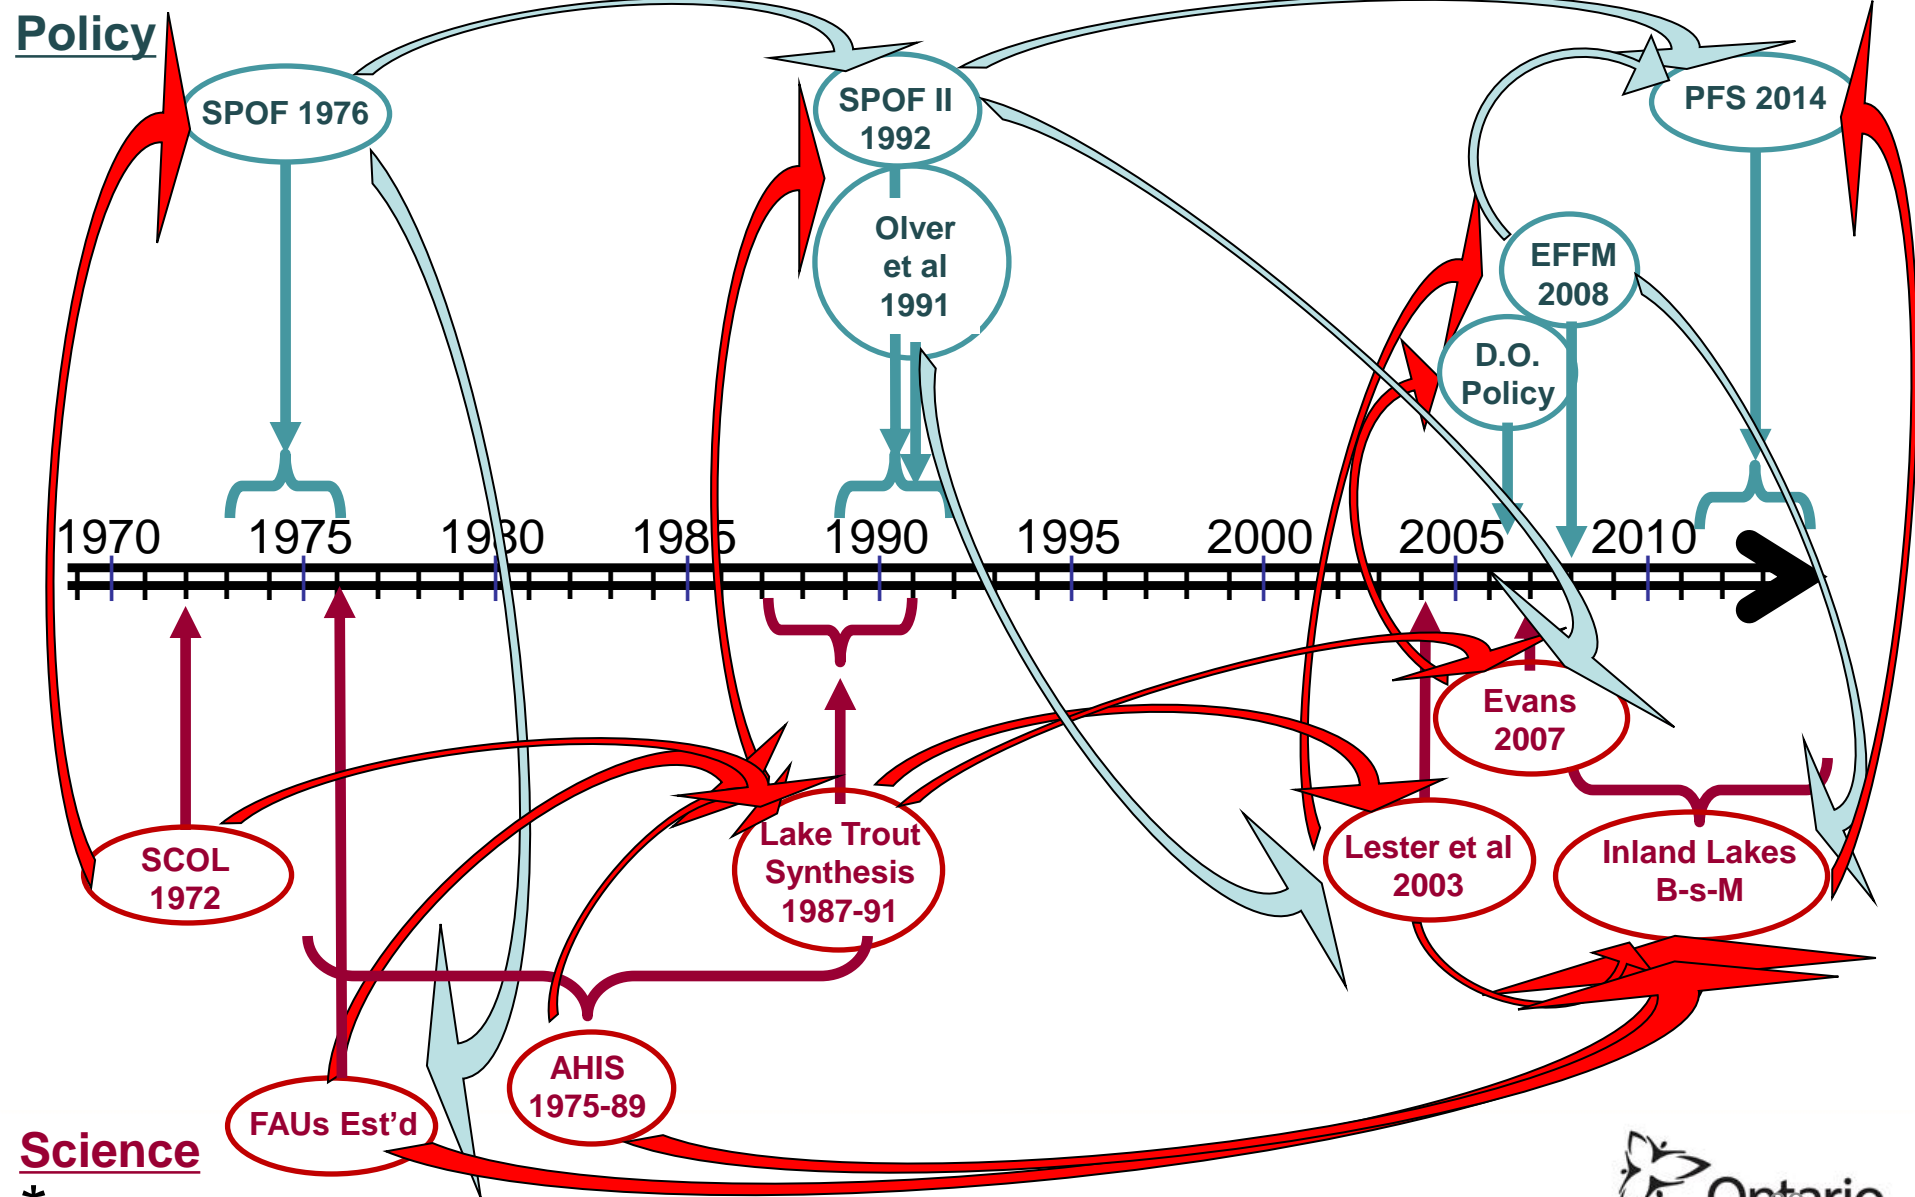 Policy
SPOF 1976
SPOF II
1992
PFS 2014
Olver
et al
1991
EFFM
2008
D.O.
Policy
1970 1975 1980 1985 1990 1995 2000 2005 2010
Evans
2007
SCOL
1972
Lake Trout
Synthesis
1987-91
Lester et al
2003
Inland Lakes
B-s-M
AHIS
1975-89
FAUs Est’d
Science
*
Ontario